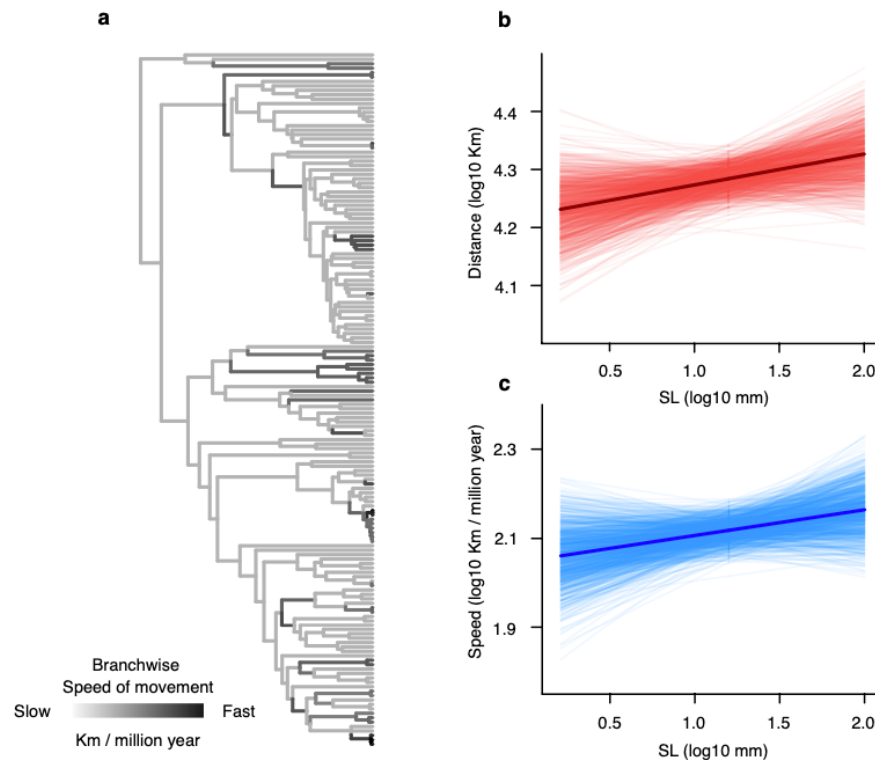 a
Branchwise
Speed of movement
Slow
Fast
Km / million year
b
Distance (log10 Km)
4.4
4.3
4.2
4.1
0.5 1.0 1.5 2.0
SL (log10 mm)
c
Speed (log10 Km / million year)
2.3
2.1
1.9
0.5 1.0 1.5 2.0
SL (log10 mm)